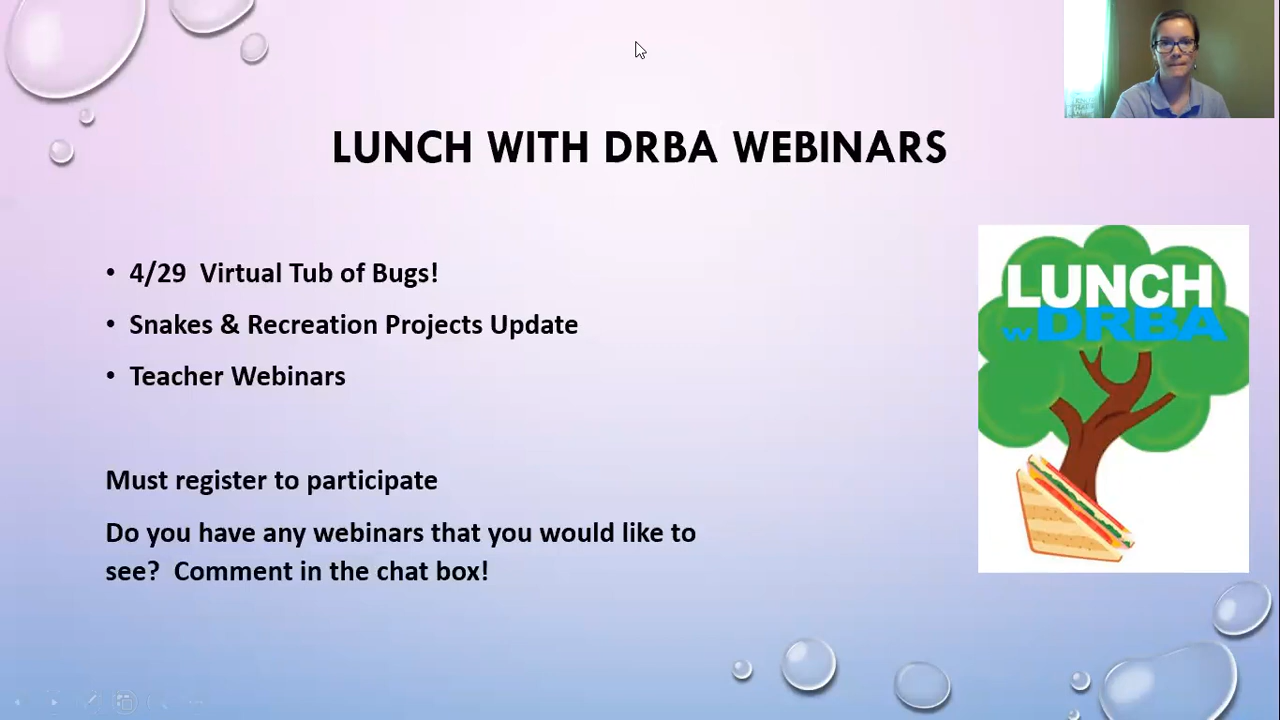 LUNCH WITH DRBA WEBINARS
• 4/29 Virtual Tub of Bugs!
• Snakes & Recreation Projects Update
• Teacher Webinars
Must register to participate
Do you have any webinars that you would like to
see? Comment in the chat box!
LUNCH
w DRBA